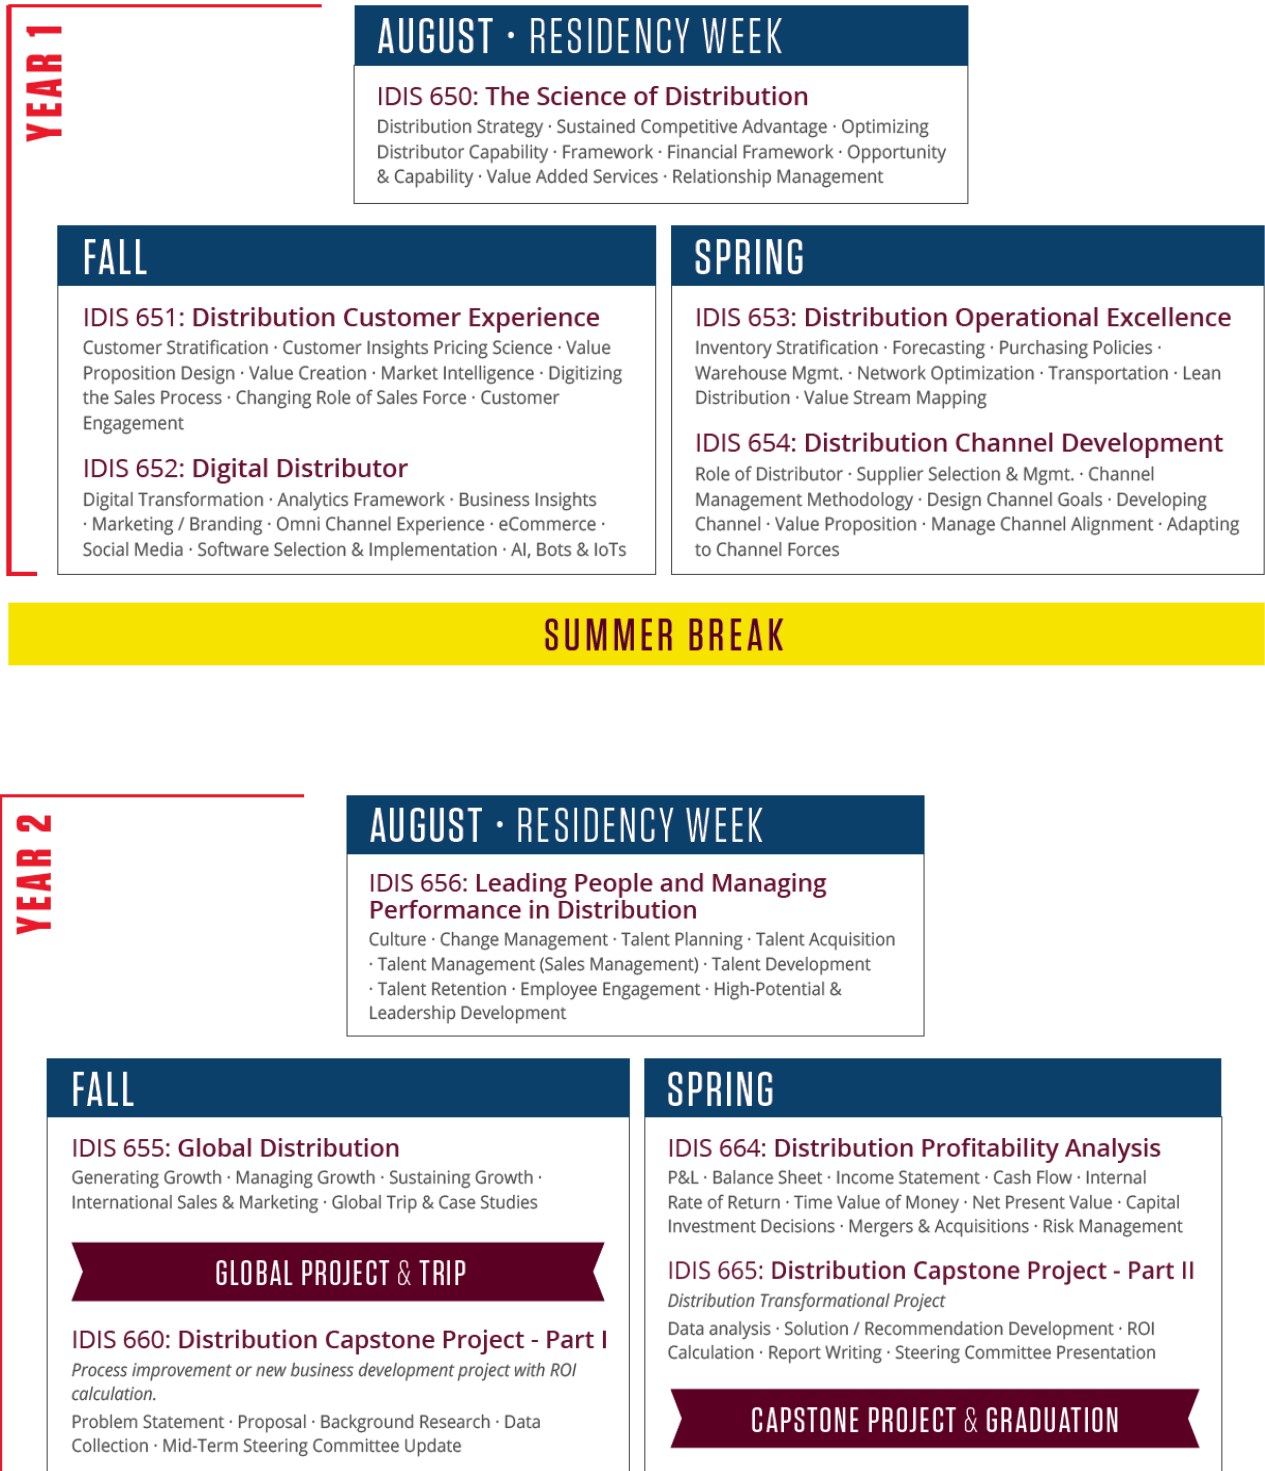 YEAR 1
AUGUST · RESIDENCY WEEK
IDIS 650: The Science of Distribution
Distribution Strategy · Sustained Competitive Advantage · Optimizing
Distributor Capability · Framework · Financial Framework · Opportunity
& Capability · Value Added Services · Relationship Management
FALL
IDIS 651: Distribution Customer Experience
Customer Stratification · Customer Insights Pricing Science · Value
Proposition Design · Value Creation · Market Intelligence · Digitizing
the Sales Process · Changing Role of Sales Force · Customer
Engagement
IDIS 652: Digital Distributor
Digital Transformation · Analytics Framework · Business Insights
· Marketing / Branding · Omni Channel Experience · eCommerce ·
Social Media · Software Selection & Implementation · AI, Bots & IoTs
SPRING
IDIS 653: Distribution Operational Excellence
Inventory Stratification · Forecasting · Purchasing Policies ·
Warehouse Mgmt. · Network Optimization · Transportation · Lean
Distribution · Value Stream Mapping
IDIS 654: Distribution Channel Development
Role of Distributor · Supplier Selection & Mgmt. · Channel
Management Methodology · Design Channel Goals · Developing
Channel · Value Proposition · Manage Channel Alignment · Adapting
to Channel Forces
SUMMER BREAK
YEAR 2
AUGUST · RESIDENCY WEEK
IDIS 656: Leading People and Managing
Performance in Distribution
Culture · Change Management · Talent Planning · Talent Acquisition
· Talent Management (Sales Management) · Talent Development
· Talent Retention · Employee Engagement · High-Potential &
Leadership Development
FALL
IDIS 655: Global Distribution
Generating Growth · Managing Growth · Sustaining Growth ·
International Sales & Marketing · Global Trip & Case Studies
GLOBAL PROJECT & TRIP
IDIS 660: Distribution Capstone Project - Part I
Process improvement or new business development project with ROI
calculation.
Problem Statement · Proposal · Background Research · Data
Collection · Mid-Term Steering Committee Update
SPRING
IDIS 664: Distribution Profitability Analysis
P&L · Balance Sheet · Income Statement · Cash Flow · Internal
Rate of Return · Time Value of Money · Net Present Value · Capital
Investment Decisions · Mergers & Acquisitions · Risk Management
IDIS 665: Distribution Capstone Project - Part II
Distribution Transformational Project
Data analysis · Solution / Recommendation Development · ROI
Calculation · Report Writing · Steering Committee Presentation
CAPSTONE PROJECT & GRADUATION